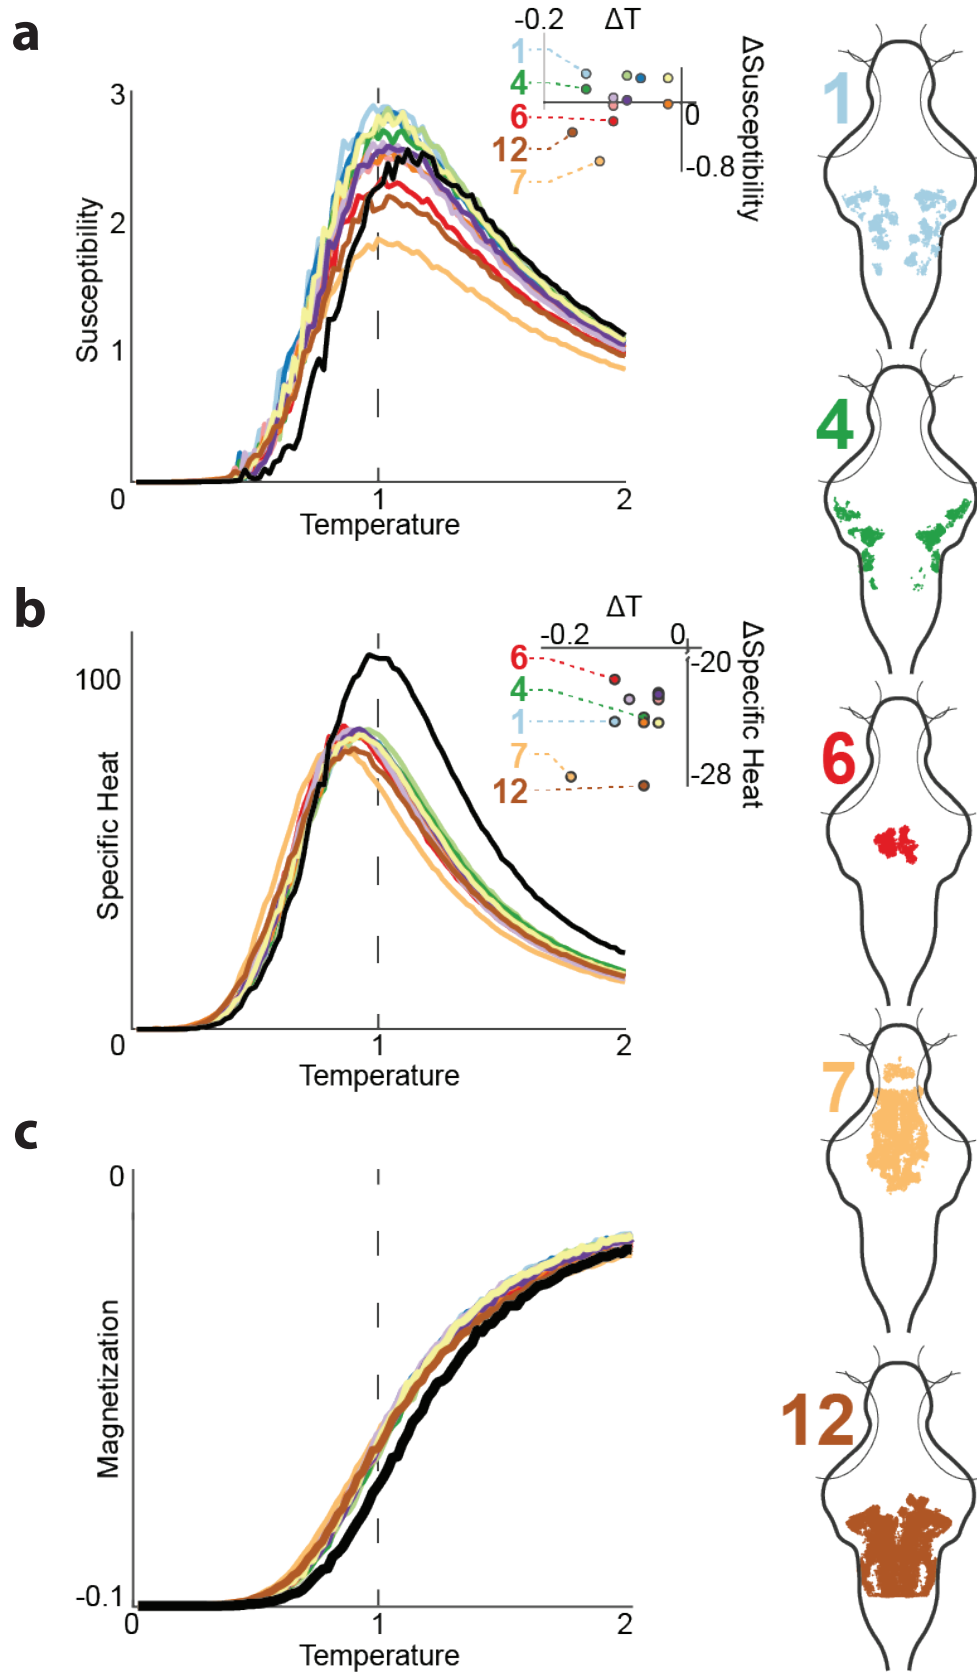 a
-0.2 ΔT
1
4
6
12
7
0
-0.8
ΔSusceptibility
3
2
1
0
Susceptibility
1
2
Temperature
1
4
b
ΔT
-0.2
0
6
4
1
7
12
-20
-28
ΔSpecific Heat
100
0
Specific Heat
1
2
Temperature
6
7
c
0
-0.1
Magnetization
0
1
2
Temperature
12